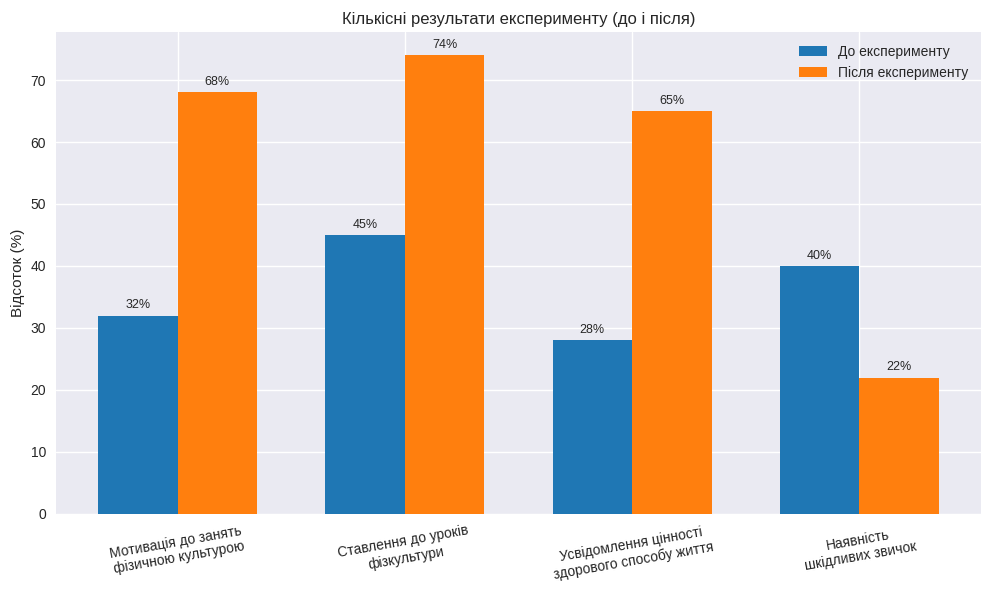 Кількісні результати експерименту (до і після)
До експерименту
Після експерименту
Відсоток (%)
70
60
50
40
30
20
10
0
32%
68%
45%
74%
28%
65%
40%
22%
Мотивація до занять
фізичною культурою
Ставлення до уроків
фізкультури
Усвідомлення цінності
здорового способу життя
Наявність
шкідливих звичок